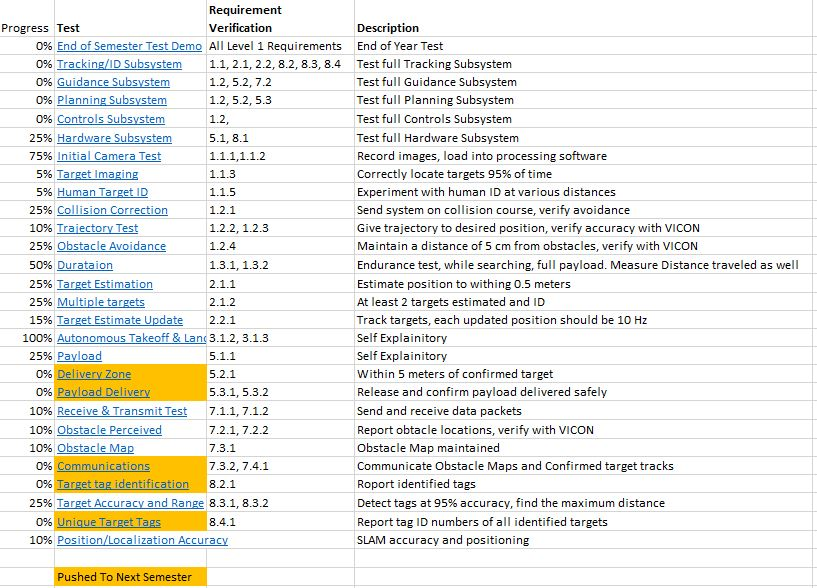 Requirement
Progress Test Verification Description
0% End of Semester Test Demo All Level 1 Requirements End of Year Test
0% Tracking/ID Subsystem 1.1, 2.1, 2.2, 8.2, 8.3, 8.4 Test full Tracking Subsystem
0% Guidance Subsystem 1.2, 5.2, 7.2 Test full Guidance Subsystem
0% Planning Subsystem 1.2, 5.2, 5.3 Test full Planning Subsystem
0% Controls Subsystem 1.2, Test full Controls Subsystem
25% Hardware Subsystem 5.1, 8.1 Test full Hardware Subsystem
75% Initial Camera Test 1.1.1,1.1.2 Record images, load into processing software
5% Target Imaging 1.1.3 Correctly locate targets 95% of time
5% Human Target ID 1.1.5 Experiment with human ID at various distances
25% Collision Correction 1.2.1 Send system on collision course, verify avoidance
10% Trajectory Test 1.2.2, 1.2.3 Give trajectory to desired position, verify accuracy with VICON
25% Obstacle Avoidance 1.2.4 Maintain a distance of 5 cm from obstacles, verify with VICON
50% Durataion 1.3.1, 1.3.2 Endurance test, while searching, full payload. Measure Distance traveled as well
25% Target Estimation 2.1.1 Estimate position to withing 0.5 meters
25% Multiple targets 2.1.2 At least 2 targets estimated and ID
15% Target Estimate Update 2.2.1 Track targets, each updated position should be 10 Hz
100% Autonomous Takeoff & Land 3.1.2, 3.1.3 Self Explainitory
25% Payload 5.1.1 Self Explainitory
0% Delivery Zone 5.2.1 Within 5 meters of confirmed target
0% Payload Delivery 5.3.1, 5.3.2 Release and confirm payload delivered safely
10% Receive & Transmit Test 7.1.1, 7.1.2 Send and receive data packets
10% Obstacle Perceived 7.2.1, 7.2.2 Report obtacle locations, verify with VICON
10% Obstacle Map 7.3.1 Obstacle Map maintained
0% Communications 7.3.2, 7.4.1 Communicate Obstacle Maps and Confirmed target tracks
0% Target tag identification 8.2.1 Roport identified tags
25% Target Accuracy and Range 8.3.1, 8.3.2 Detect tags at 95% accuracy, find the maximum distance
0% Unique Target Tags 8.4.1 Report tag ID numbers of all identified targets
10% Position/Localization Accuracy SLAM accuracy and positioning
Pushed To Next Semester